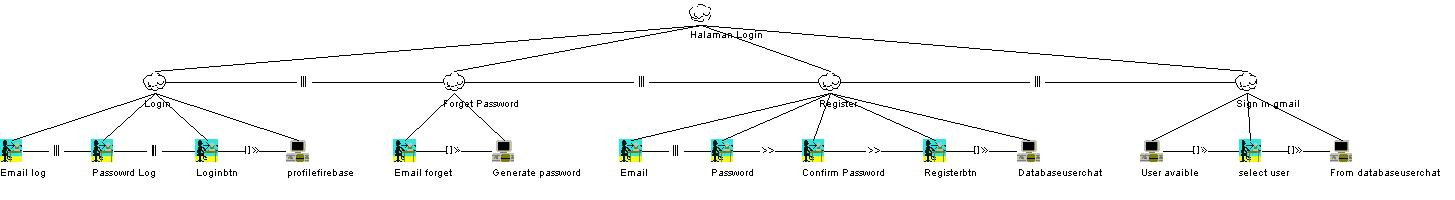 Halaman Login
||| ||| |||
Login Forget Password Register Sign in gmail
||| ||| []>> []>> ||| >> >> []>> []>> []>>
Email log Passowrd Log Loginbtn profilefirebase Email forget Generate password Email Password Confirm Password Registerbtn Databaseuserchat User avaible select user From databaseuserchat